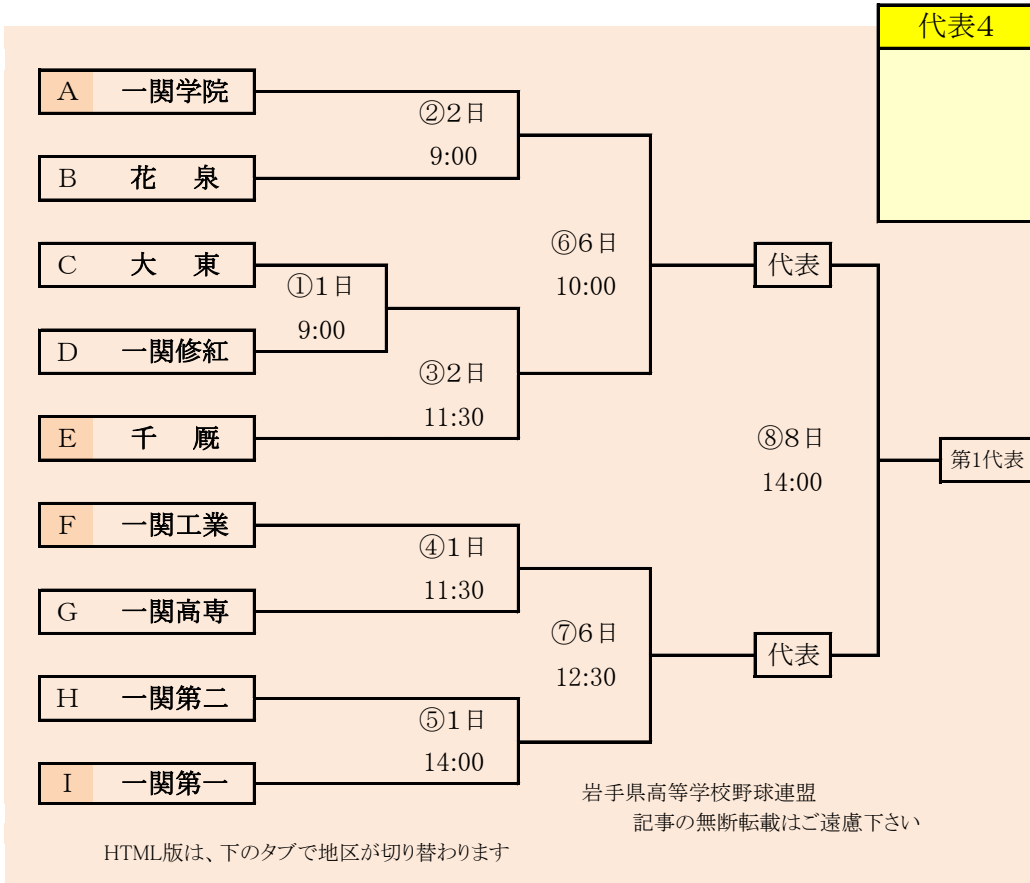 代表4
A 一関学院
②2日
9:00
B 花 泉
⑥6日
10:00
C 大 東
代表
①1日
9:00
D 一関修紅
③2日
11:30
E 千 厩
⑧8日
14:00
第1代表
F 一関工業
④1日
11:30
G 一関高専
⑦6日
12:30
代表
H 一関第二
⑤1日
14:00
I 一関第一
岩手県高等学校野球連盟
記事の無断転載はご遠慮下さい
HTML版は、下のタブで地区が切り替わります